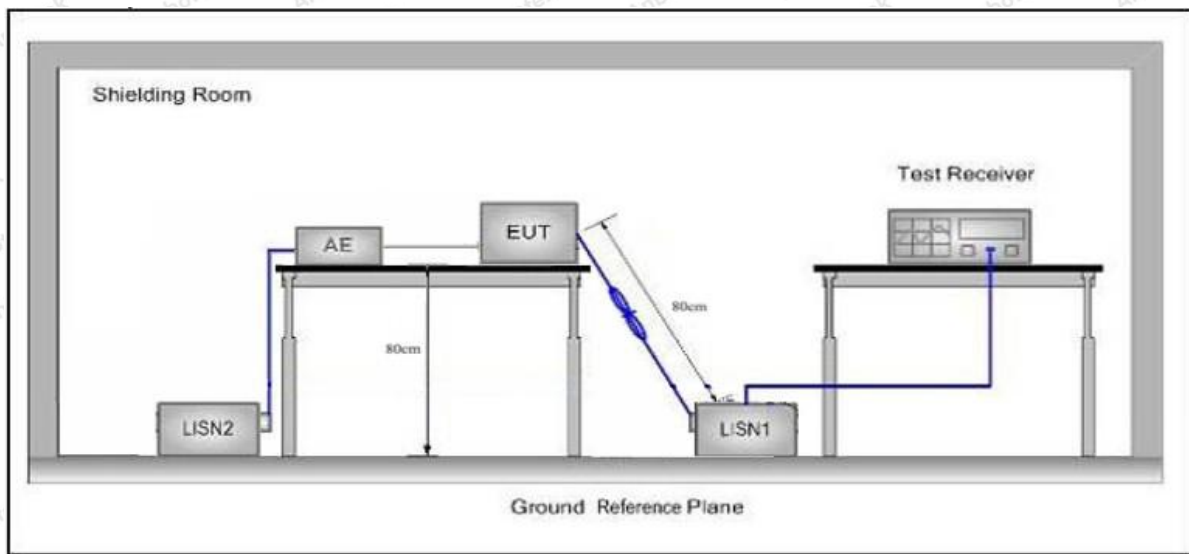 Shielding Room
Test Receiver
EUT
AE
80cm
80cm
LISN2
LISN1
Ground Reference Plane